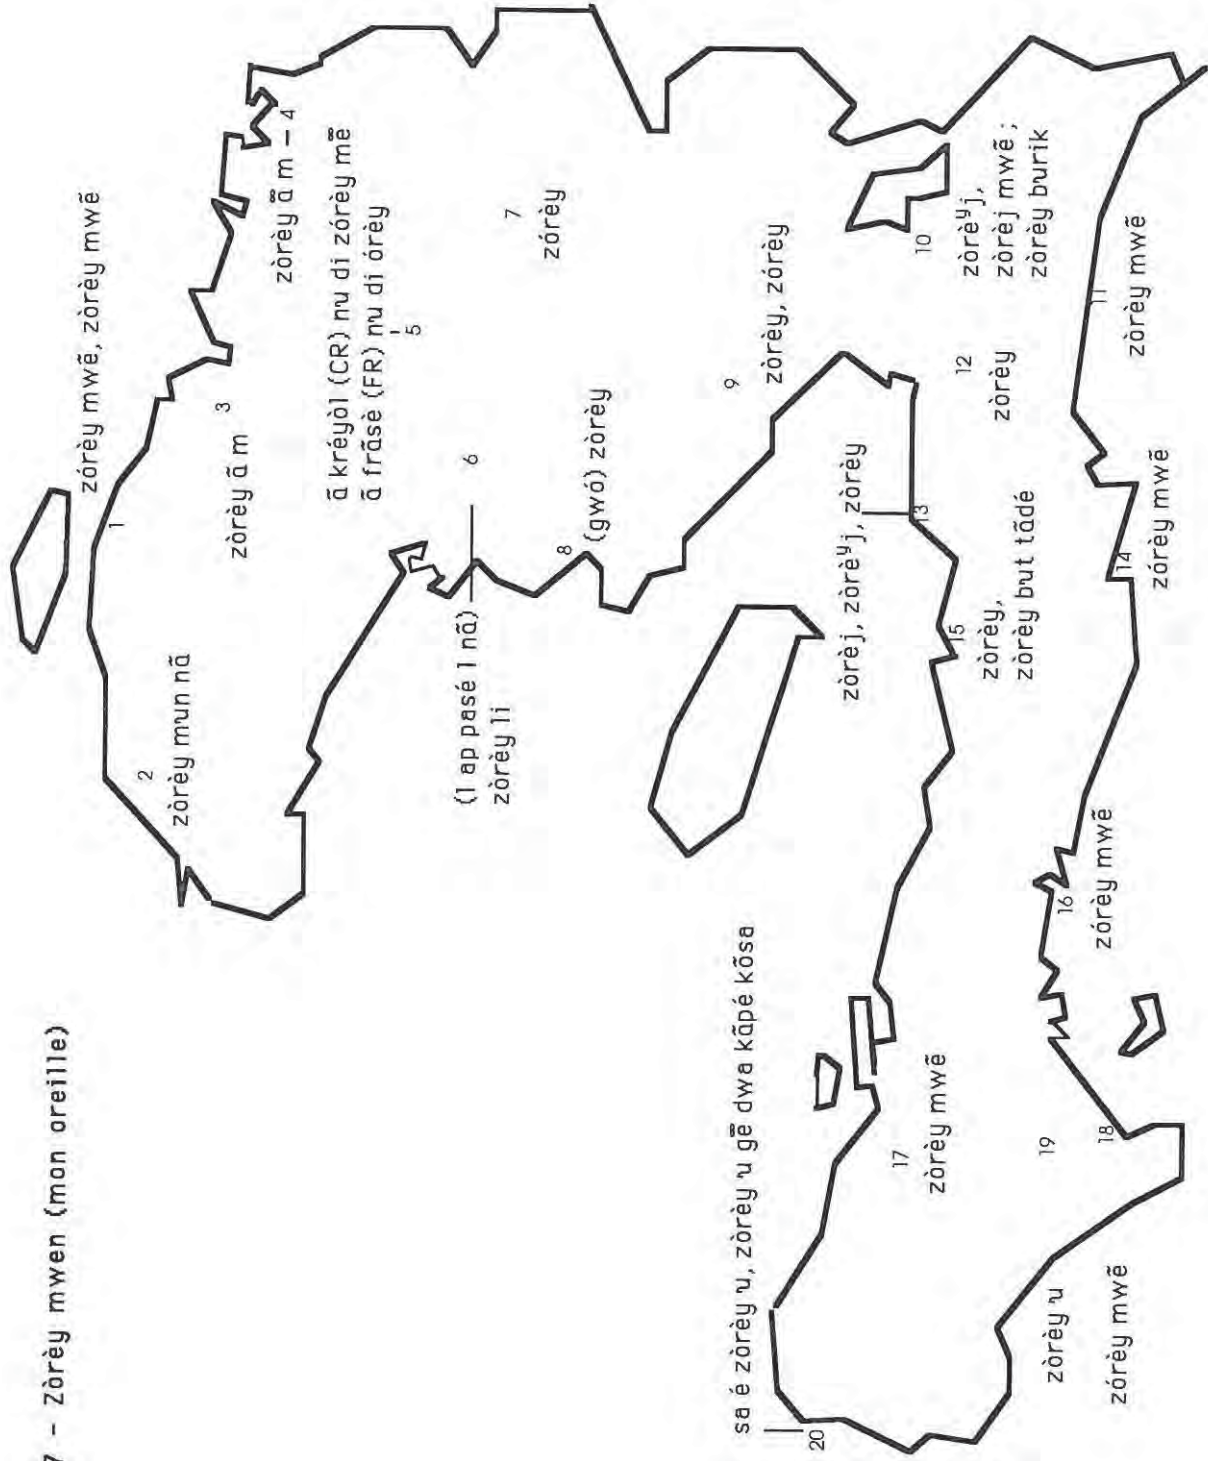 7 - Zòrèy mwen (mon oreille)
zórèy mwẽ, zòrèy mwẽ
1
2
zòrèy mun nã
3
zòrèy ã m
zòrèy ã m - 4
ã kréyòl (CR) nu di zórèy mẽ
ã frãsè (FR) nu di órèy
5
6
(l ap pasé l nã)
zòrèy li
7
zórèy
8
(gwó) zòrèy
9
zòrèy, zórèy
10
zòrèʸj,
zòrèj mwẽ ;
zòrèy burik
11
zòrèy mwẽ
12
zòrèy
zòrèj, zòrèʸj, zòrèy
13
14
zórèy mwẽ
15
zòrèy,
zòrèy but tãdé
16
zórèy mwẽ
17
zòrèy mwẽ
18
19
zòrèy u
zórèy mwẽ
sa é zòrèy u, zòrèy u gẽ dwa kãpé kõsa
20